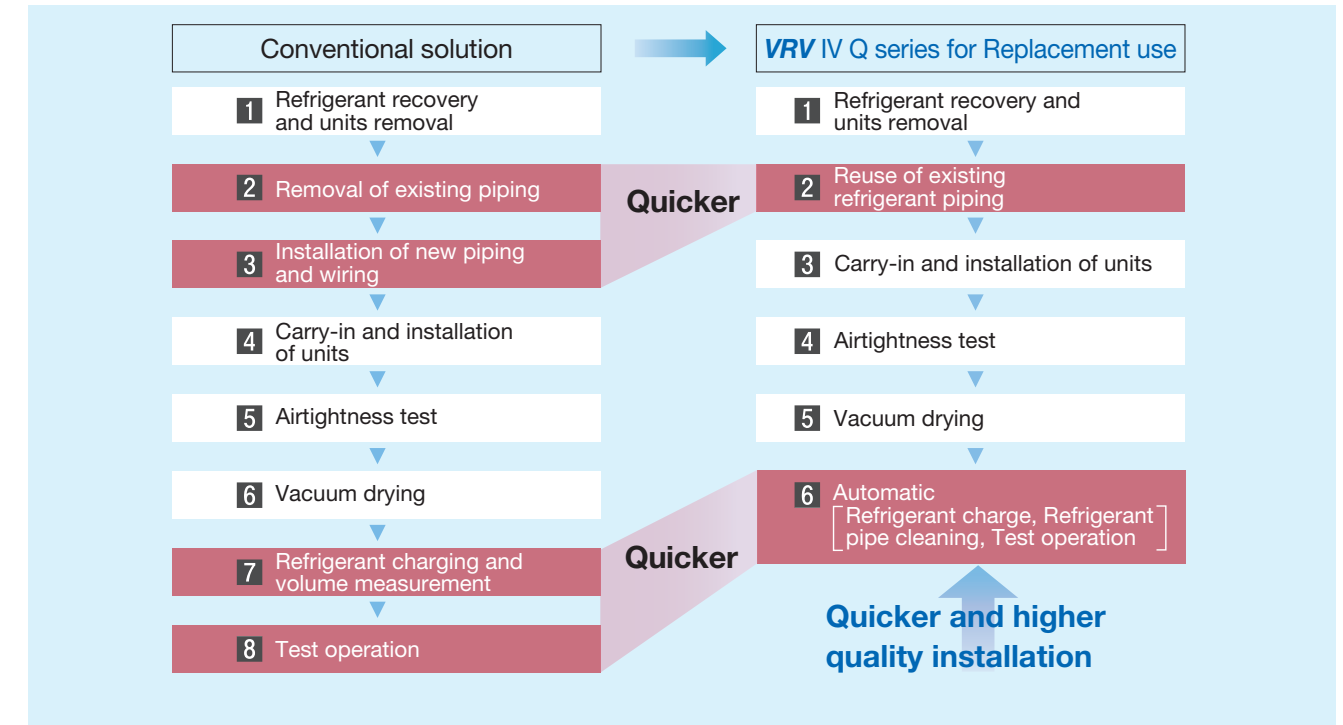 Conventional solution
1 Refrigerant recovery
and units removal
2 Removal of existing piping
3 Installation of new piping
and wiring
4 Carry-in and installation
of units
5 Airtightness test
6 Vacuum drying
7 Refrigerant charging and
volume measurement
8 Test operation
Quicker
Quicker
VRV IV Q series for Replacement use
1 Refrigerant recovery and
units removal
2 Reuse of existing
refrigerant piping
3 Carry-in and installation of units
4 Airtightness test
5 Vacuum drying
6 Automatic
[Refrigerant charge, Refrigerant
pipe cleaning, Test operation]
Quicker and higher
quality installation